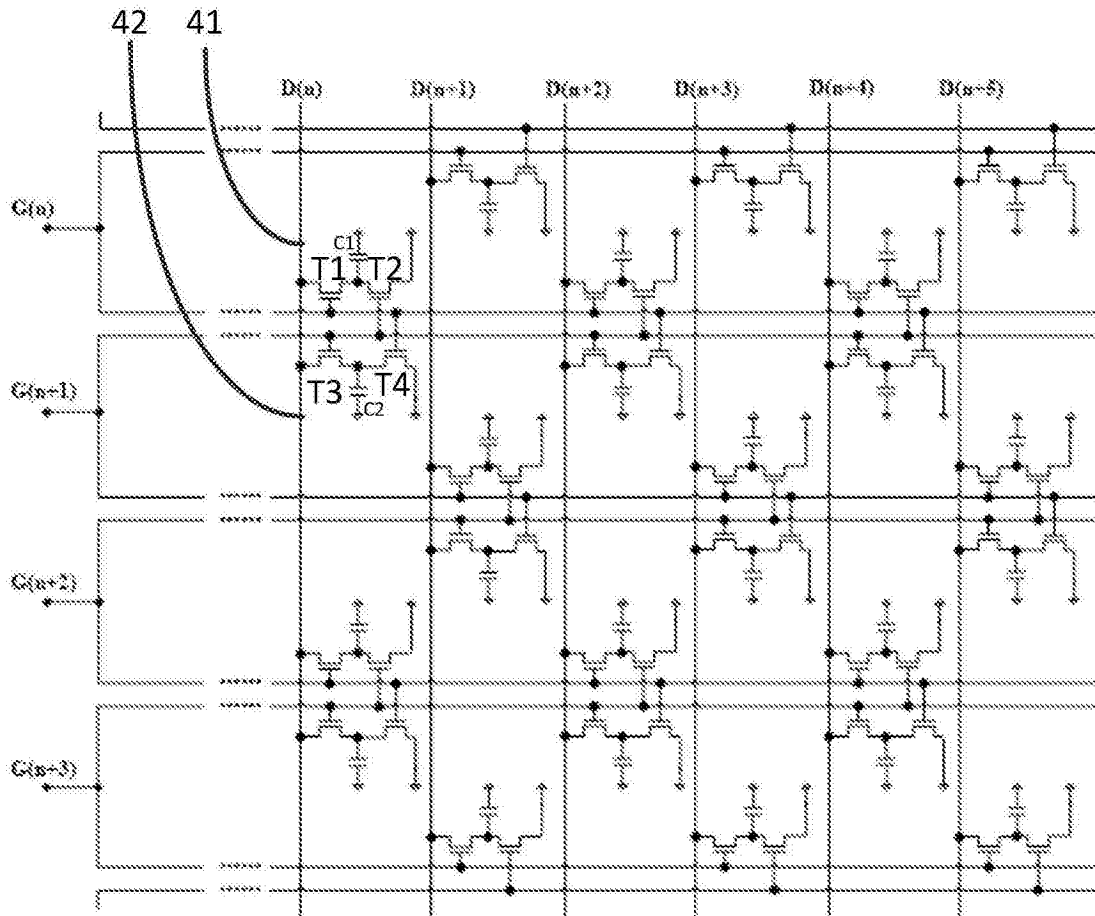 42 41
D(n) D(n+1) D(n+2) D(n+3) D(n+4) D(n+5)
G(n)
C1
T1 T2
T3 T4
C2
G(n+1)
G(n+2)
G(n+3)